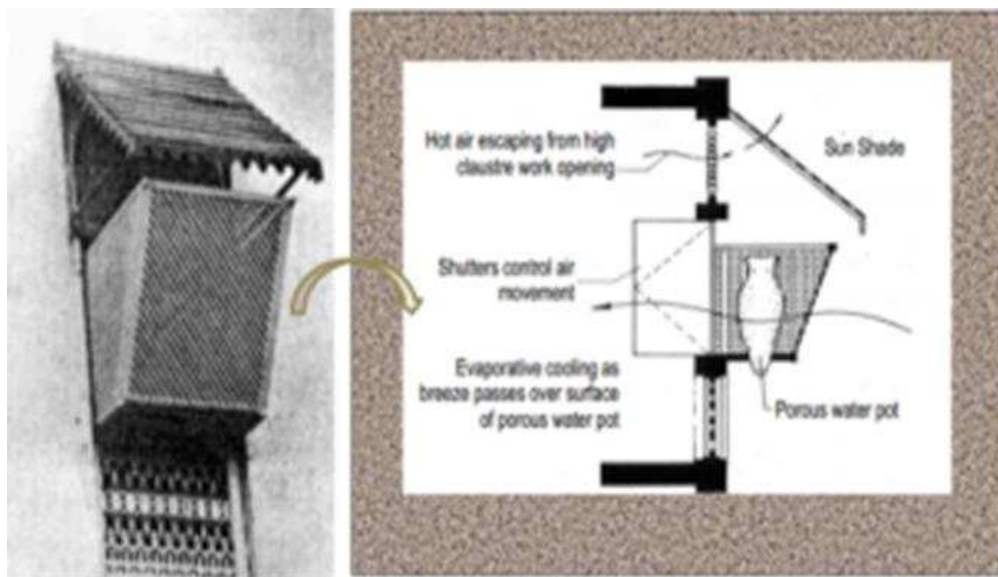 Hot air escaping from high
claustre work opening
Sun Shade
Shutters control air
movement
Evaporative cooling as
breeze passes over surface
of porous water pot
Porous water pot